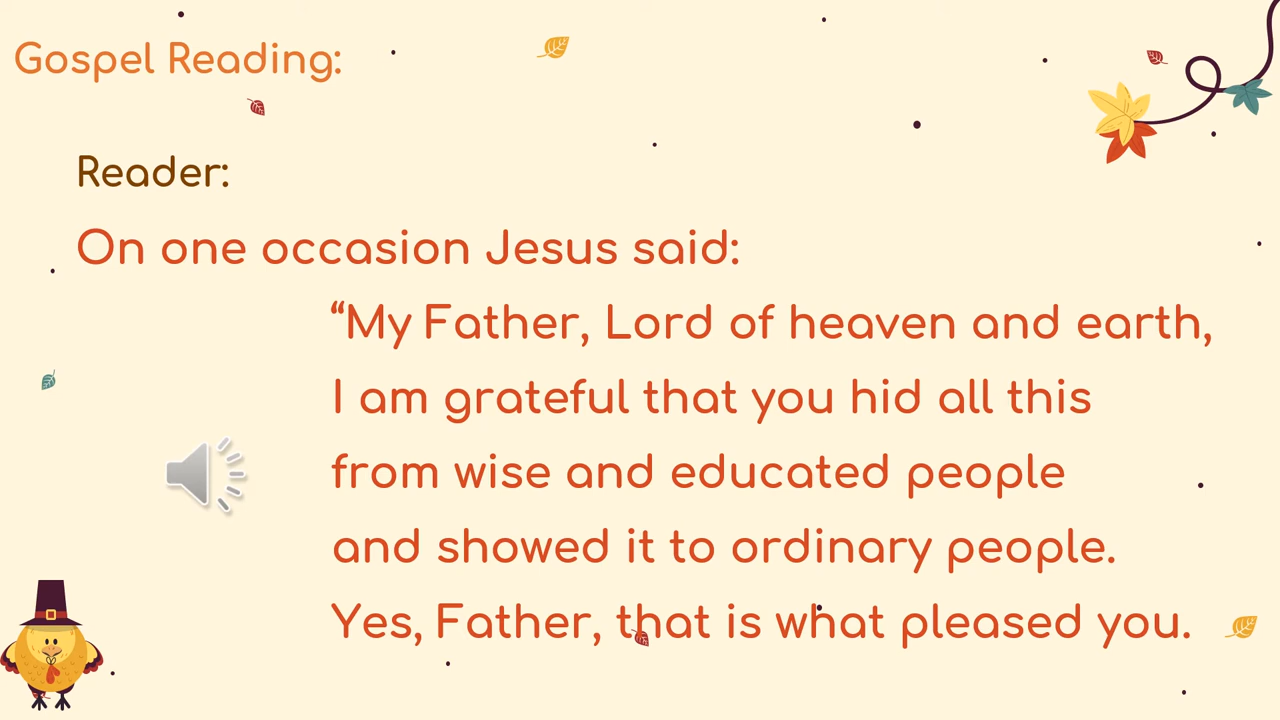 Gospel Reading:
Reader:
On one occasion Jesus said:
“My Father, Lord of heaven and earth,
I am grateful that you hid all this
from wise and educated people
and showed it to ordinary people.
Yes, Father, that is what pleased you.